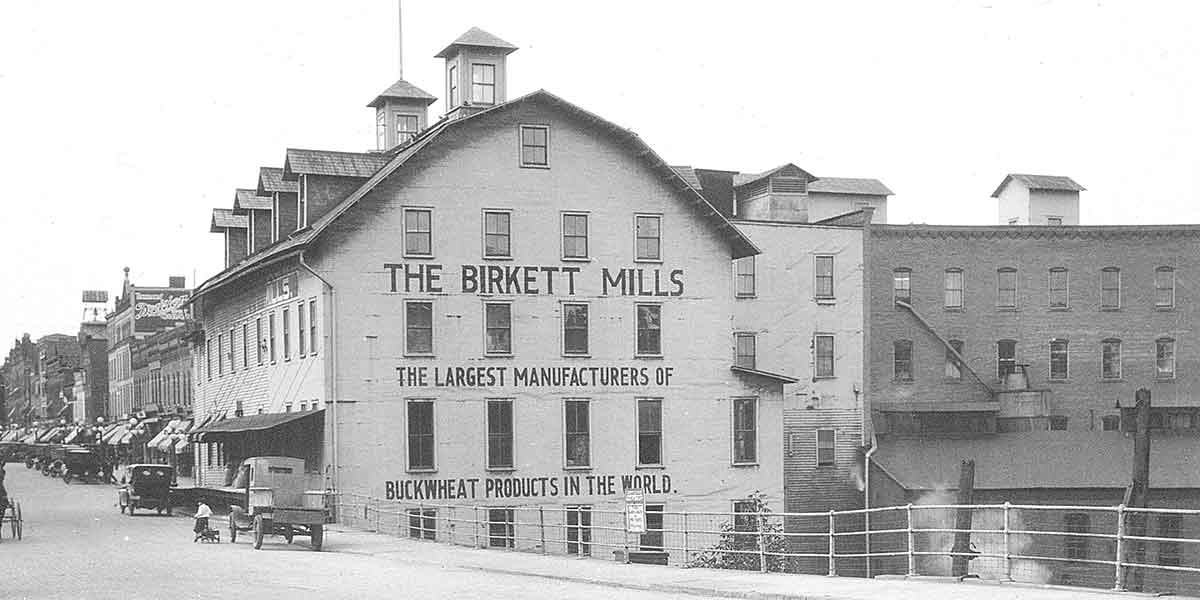 THE BIRKETT MILLS
THE LARGEST MANUFACTURERS OF
BUCKWHEAT PRODUCTS IN THE WORLD.